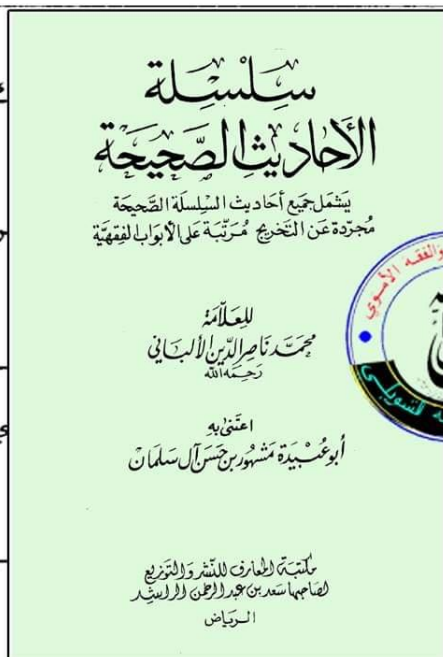 سلسلة
الأحاديث الصحيحة
يشمل جميع أحاديث السلسلة الصحيحة
مجردة عن التخريج مرتبة على الأبواب الفقهية
للعلامة
محمد ناصر الدين الألباني
رحمه الله
اعتنى به
أبو عبيدة مشهور بن حسن آل سلمان
مكتبة المعارف للنشر والتوزيع
لصاحبها سعد بن عبد الرحمن الراشد
الرياض
والفقه الأموي